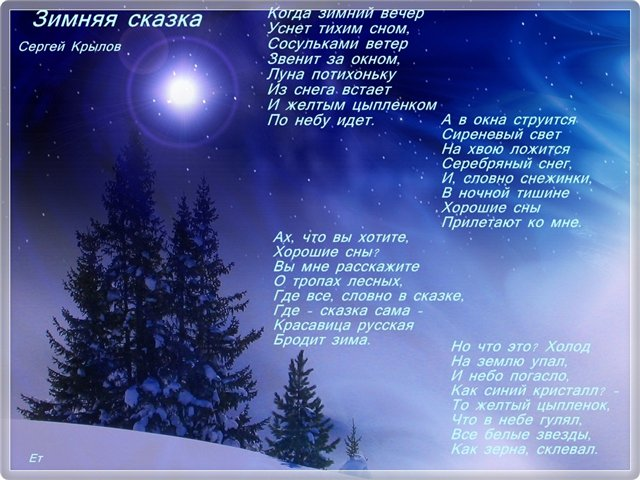 Зимняя сказка
Сергей Крылов
Когда зимний вечер
Уснет тихим сном,
Сосульками ветер
Звенит за окном,
Луна потихоньку
Из снега встает
И желтым цыпленком
По небу идет.
А в окна струится
Сиреневый свет
На хвою ложится
Серебряный снег,
И, словно снежинки,
В ночной тишине
Хорошие сны
Прилетают ко мне.
Ах, что вы хотите,
Хорошие сны?
Вы мне расскажите
О тропах лесных,
Где все, словно в сказке,
Где - сказка сама -
Красавица русская
Бродит зима.
Но что это? Холод
На землю упал,
И небо погасло,
Как синий кристалл? -
То желтый цыпленок,
Что в небе гулял,
Все белые звезды,
Как зерна, склевал.
Ет